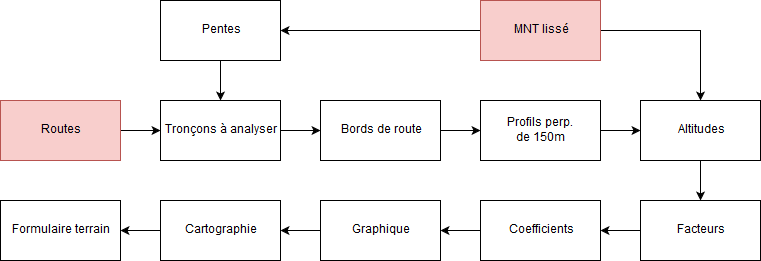 Pentes
MNT lissé
Routes
Tronçons à analyser
Bords de route
Profils perp.
de 150m
Altitudes
Formulaire terrain
Cartographie
Graphique
Coefficients
Facteurs